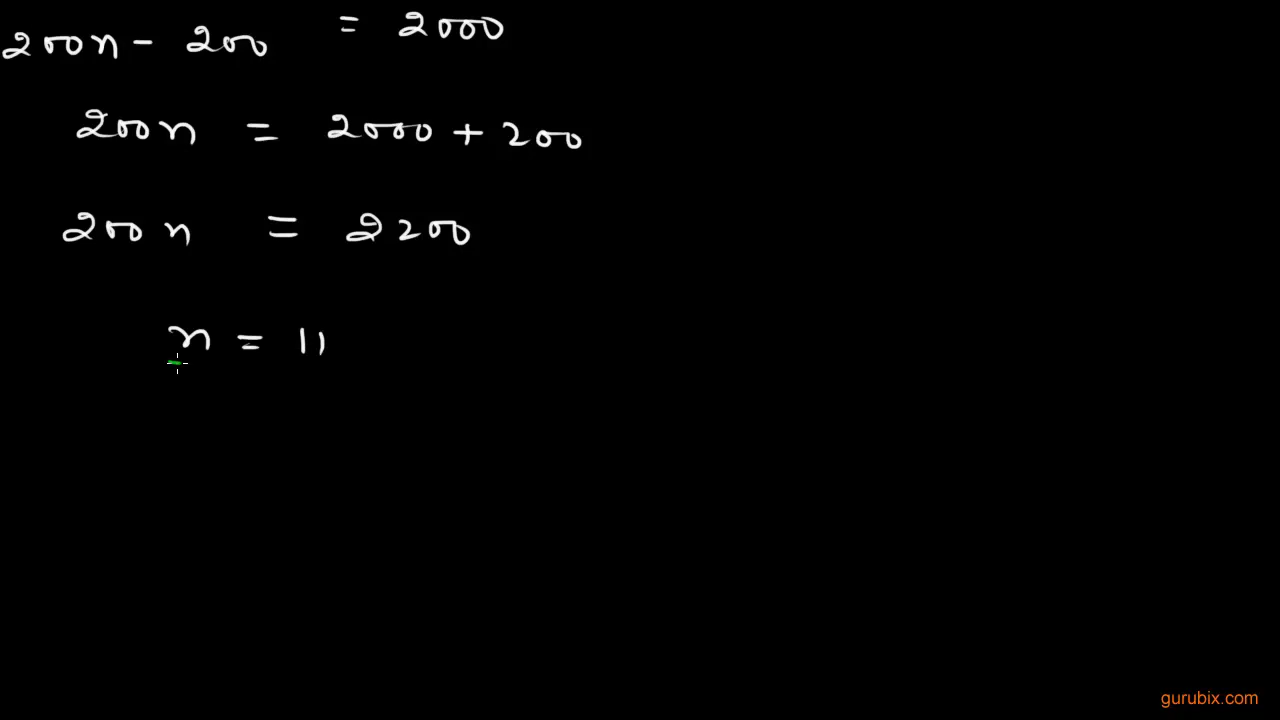 200n - 200 = 2000
200n = 2000 + 200
200n = 2200
n = 11
gurubix.com